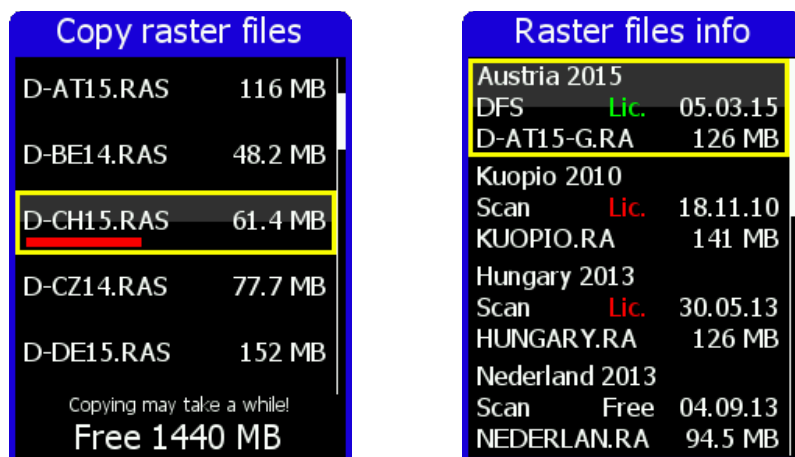 Copy raster files
D-AT15.RAS 116 MB
D-BE14.RAS 48.2 MB
D-CH15.RAS 61.4 MB
D-CZ14.RAS 77.7 MB
D-DE15.RAS 152 MB
Copying may take a while!
Free 1440 MB
Raster files info
Austria 2015
DFS Lic. 05.03.15
D-AT15-G.RA 126 MB
Kuopio 2010
Scan Lic. 18.11.10
KUOPIO.RA 141 MB
Hungary 2013
Scan Lic. 30.05.13
HUNGARY.RA 126 MB
Nederland 2013
Scan Free 04.09.13
NEDERLAN.RA 94.5 MB